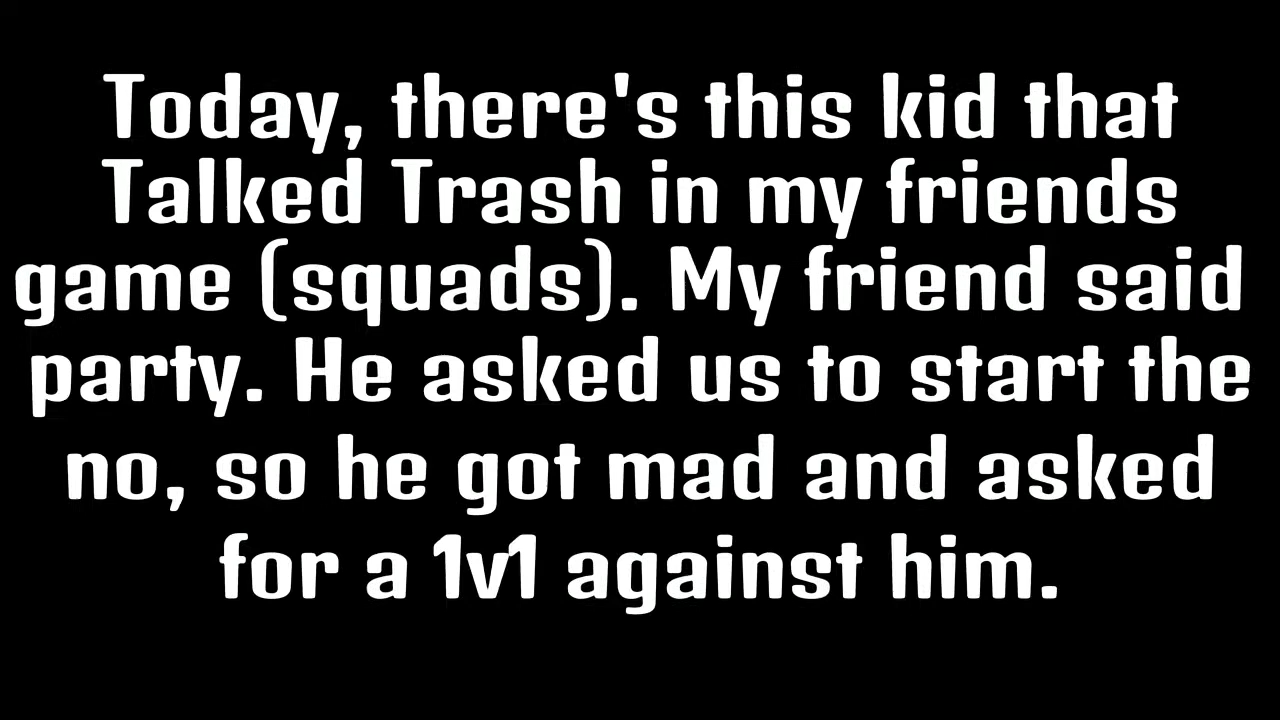 Today, there's this kid that
Talked Trash in my friends
game (squads). My friend said
party. He asked us to start the
no, so he got mad and asked
for a 1v1 against him.